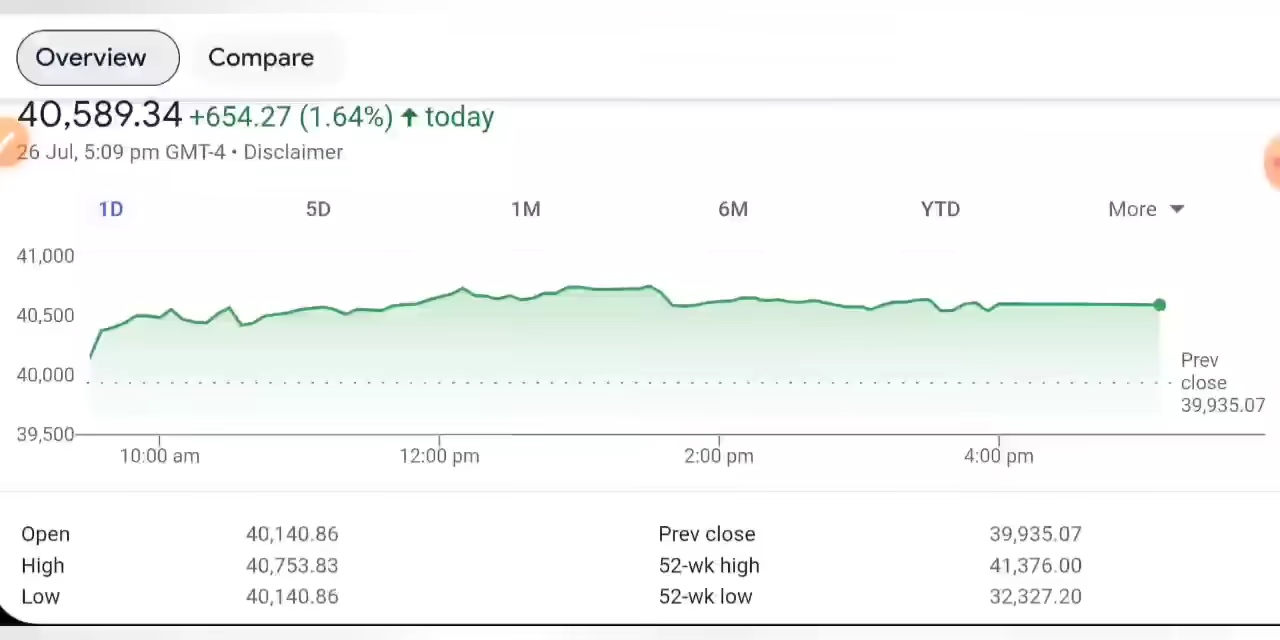 Overview Compare
40,589.34 +654.27 (1.64%) ↑ today
26 Jul, 5:09 pm GMT-4 • Disclaimer
1D 5D 1M 6M YTD More
41,000
40,500
40,000
39,500
Prev
close
39,935.07
10:00 am 12:00 pm 2:00 pm 4:00 pm
Open 40,140.86 Prev close 39,935.07
High 40,753.83 52-wk high 41,376.00
Low 40,140.86 52-wk low 32,327.20